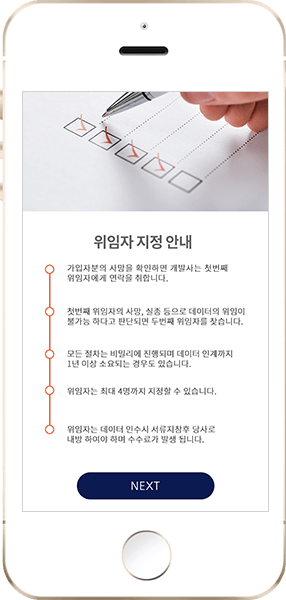 위임자 지정 안내
가입자분의 사망을 확인하면 개발사는 첫번째
위임자에게 연락을 취합니다.
첫번째 위임자의 사망, 실종 등으로 데이터의 위임이
불가능 하다고 판단되면 두번째 위임자를 찾습니다.
모든 절차는 비밀리에 진행되며 데이터 인계까지
1년 이상 소요되는 경우도 있습니다.
위임자는 최대 4명까지 지정할 수 있습니다.
위임자는 데이터 인수시 서류지참후 당사로
내방 하여야 하며 수수료가 발생 됩니다.
NEXT